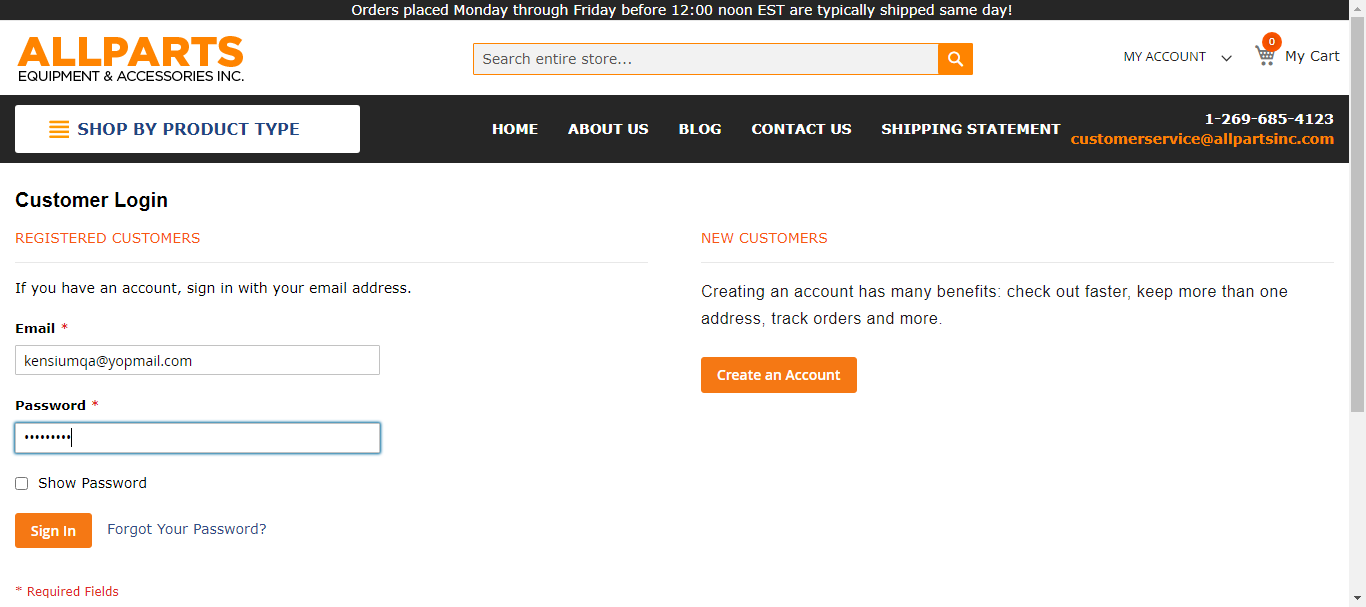 Orders placed Monday through Friday before 12:00 noon EST are typically shipped same day!
ALLPARTS
EQUIPMENT & ACCESSORIES INC.
Search entire store...
MY ACCOUNT
0
My Cart
SHOP BY PRODUCT TYPE
HOME ABOUT US BLOG CONTACT US SHIPPING STATEMENT
1-269-685-4123
customerservice@allpartsinc.com
Customer Login
REGISTERED CUSTOMERS
If you have an account, sign in with your email address.
Email *
kensiumqa@yopmail.com
Password *
•••••••••
Show Password
Sign In Forgot Your Password?
* Required Fields
NEW CUSTOMERS
Creating an account has many benefits: check out faster, keep more than one
address, track orders and more.
Create an Account